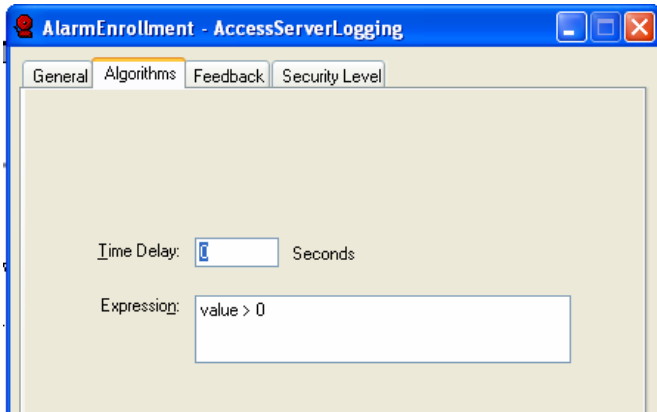 AlarmEnrollment - AccessServerLogging
General Algorithms Feedback Security Level
Time Delay: 0 Seconds
Expression: value > 0